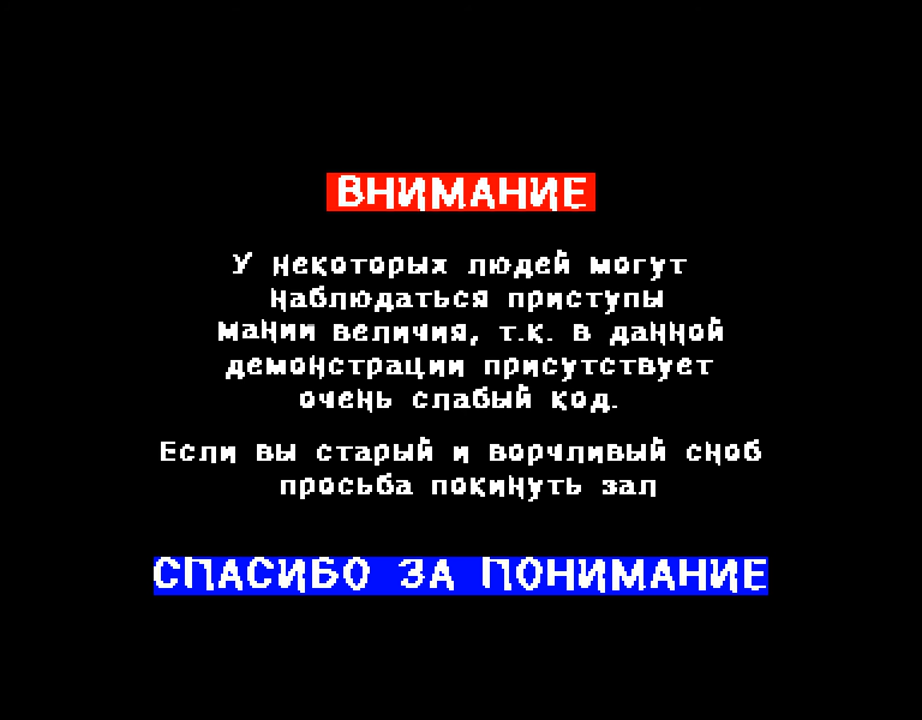 ВНИМАНИЕ
У некоторых людей могут
наблюдаться приступы
мании величия, т.к. в данной
демонстрации присутствует
очень слабый код.
Если вы старый и ворчливый сноб
просьба покинуть зал
СПАСИБО ЗА ПОНИМАНИЕ